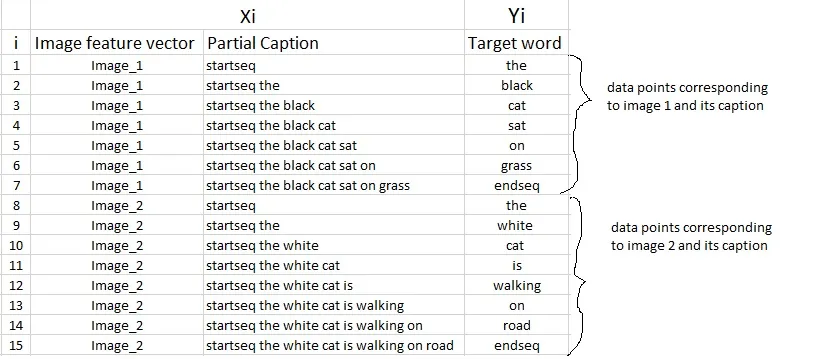 Xi Yi
i Image feature vector Partial Caption Target word
1 Image_1 startseq the
2 Image_1 startseq the black
3 Image_1 startseq the black cat
4 Image_1 startseq the black cat sat
5 Image_1 startseq the black cat sat on
6 Image_1 startseq the black cat sat on grass
7 Image_1 startseq the black cat sat on grass endseq
8 Image_2 startseq the
9 Image_2 startseq the white
10 Image_2 startseq the white cat
11 Image_2 startseq the white cat is
12 Image_2 startseq the white cat is walking
13 Image_2 startseq the white cat is walking on
14 Image_2 startseq the white cat is walking on road
15 Image_2 startseq the white cat is walking on road endseq
data points corresponding
to image 1 and its caption
data points corresponding
to image 2 and its caption